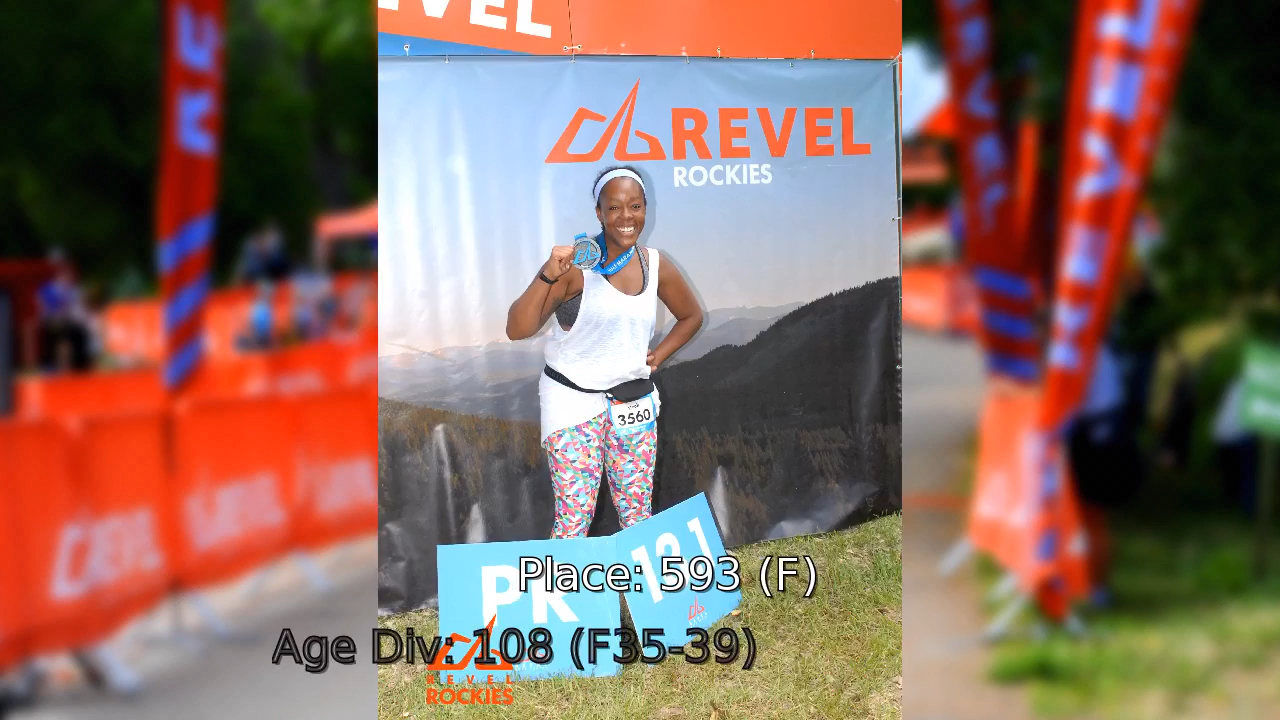 REVEL
REVEL
ROCKIES
3560
PR
13.1
Place: 593 (F)
Age Div: 108 (F35-39)
REVEL
ROCKIES